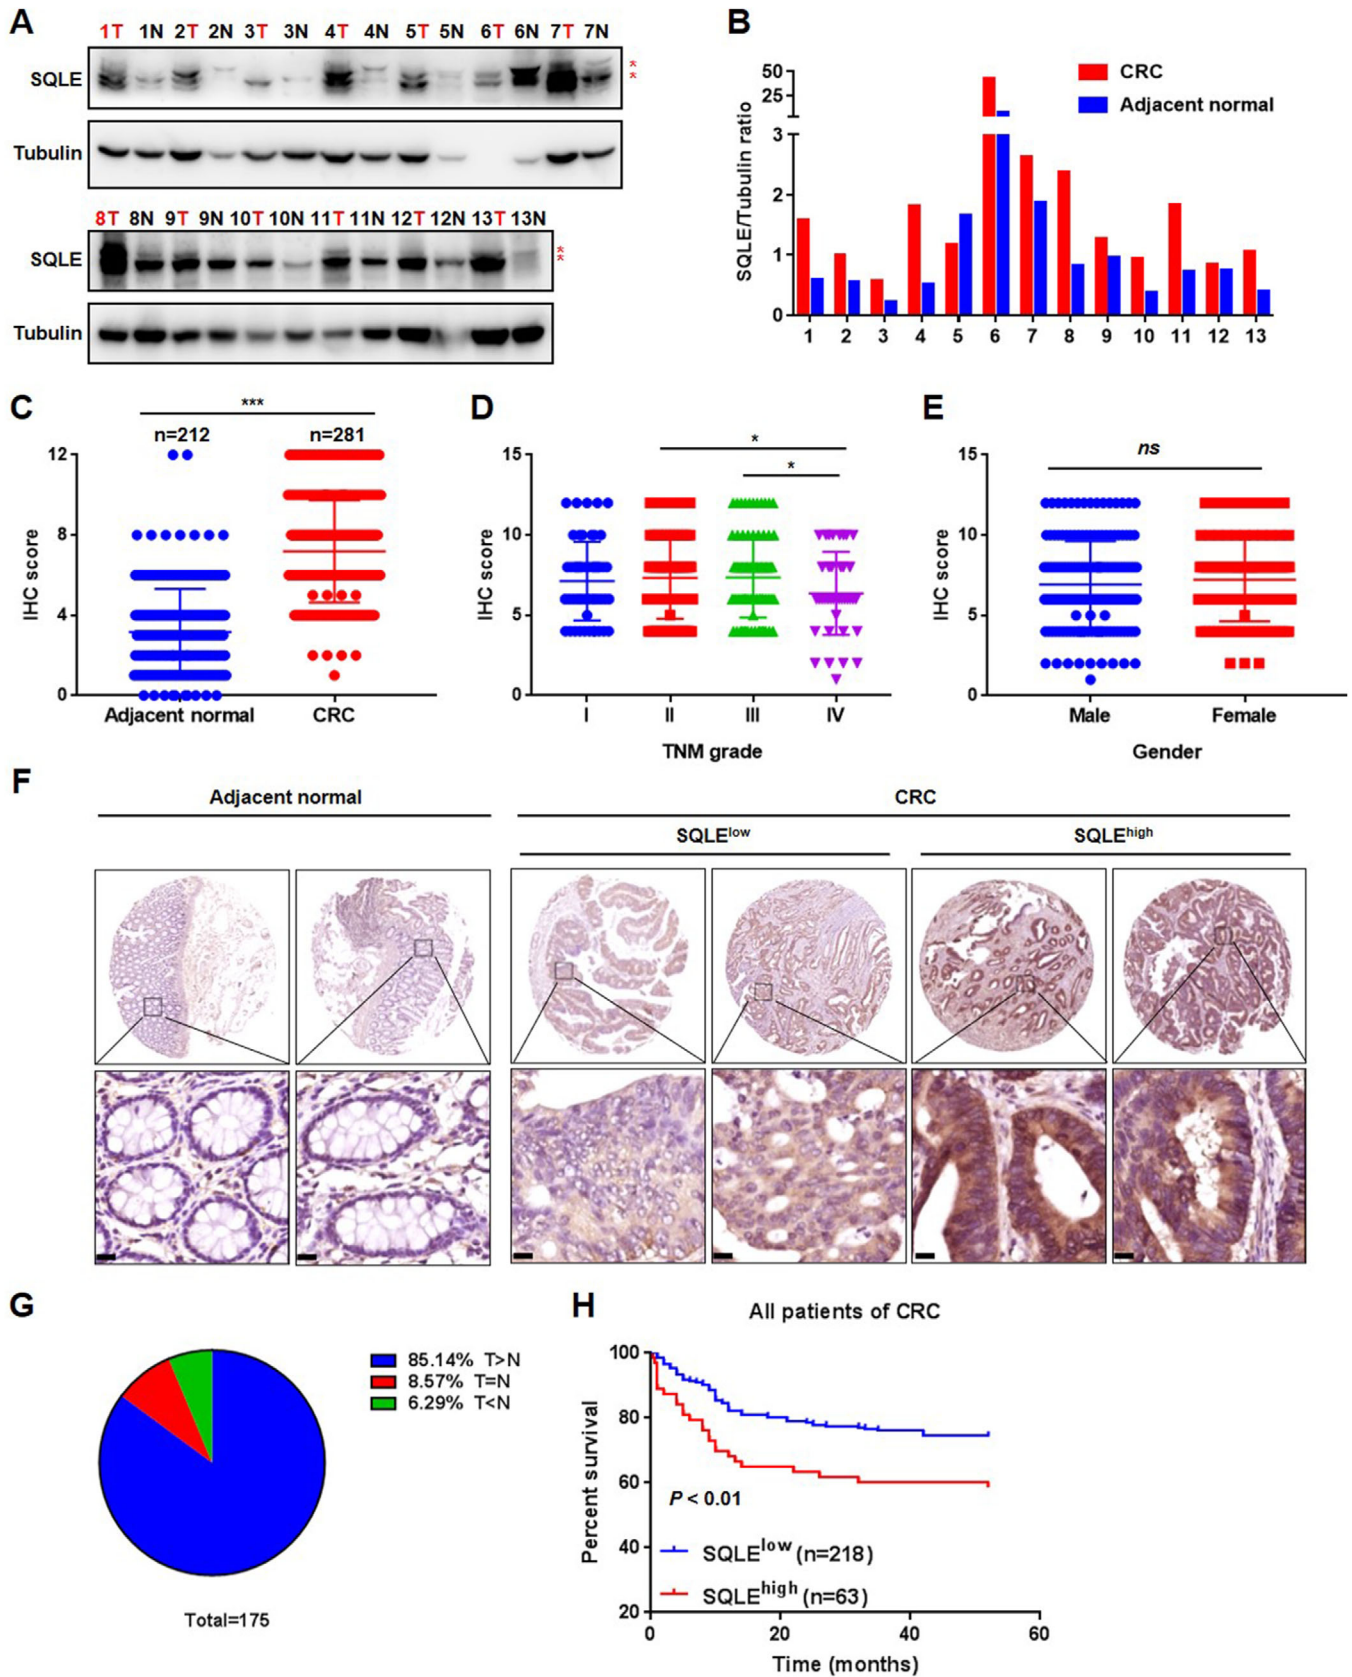 A
1T 1N 2T 2N 3T 3N 4T 4N 5T 5N 6T 6N 7T 7N
SQLE
*
*
Tubulin
8T 8N 9T 9N 10T 10N 11T 11N 12T 12N 13T 13N
SQLE
*
*
Tubulin
B
CRC
Adjacent normal
SQLE/Tubulin ratio
50
25
3
2
1
0
1 2 3 4 5 6 7 8 9 10 11 12 13
C
***
n=212 n=281
IHC score
12
8
4
0
Adjacent normal CRC
D
*
*
IHC score
15
10
5
0
I II III IV
TNM grade
E
ns
IHC score
15
10
5
0
Male Female
Gender
F
Adjacent normal CRC
SQLElow SQLEhigh
G
85.14% T>N
8.57% T=N
6.29% T<N
Total=175
H
All patients of CRC
Percent survival
100
80
60
40
20
P < 0.01
SQLElow (n=218)
SQLEhigh (n=63)
0 20 40 60
Time (months)